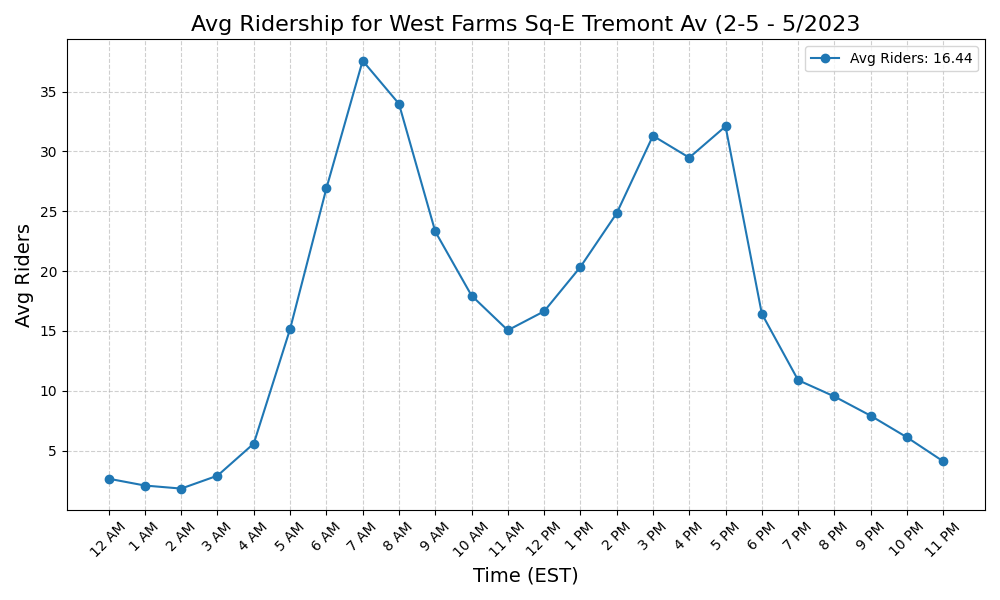 Avg Ridership for West Farms Sq-E Tremont Av (2-5 - 5/2023
Avg Riders: 16.44
Avg Riders
35
30
25
20
15
10
5
12 AM
1 AM
2 AM
3 AM
4 AM
5 AM
6 AM
7 AM
8 AM
9 AM
10 AM
11 AM
12 PM
1 PM
2 PM
3 PM
4 PM
5 PM
6 PM
7 PM
8 PM
9 PM
10 PM
11 PM
Time (EST)